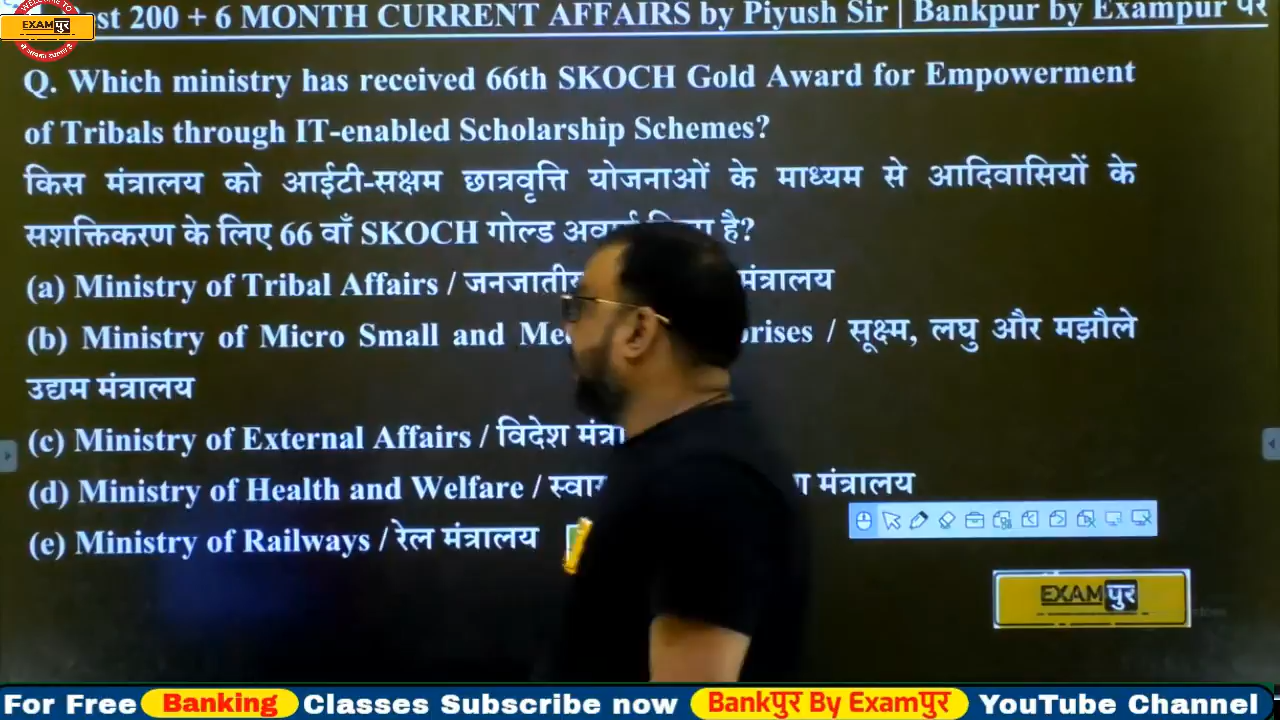 WELCOME TO
EXAMपुर
st 200 + 6 MONTH CURRENT AFFAIRS by Piyush Sir | Bankpur by Exampur पर
Q. Which ministry has received 66th SKOCH Gold Award for Empowerment
of Tribals through IT-enabled Scholarship Schemes?
किस मंत्रालय को आईटी-सक्षम छात्रवृत्ति योजनाओं के माध्यम से आदिवासियों के
सशक्तिकरण के लिए 66 वाँ SKOCH गोल्ड है?
(a) Ministry of Tribal Affairs / मंत्रालय
(b) Ministry of Micro Small and / सूक्ष्म, लघु और मझौले
उद्यम मंत्रालय
(c) Ministry of External Affairs / विदेश
(d) Ministry of Health and Welfare / मंत्रालय
(e) Ministry of Railways / रेल मंत्रालय
EXAMपुर
For Free Banking Classes Subscribe now Bankपुर By Examपुर YouTube Channel